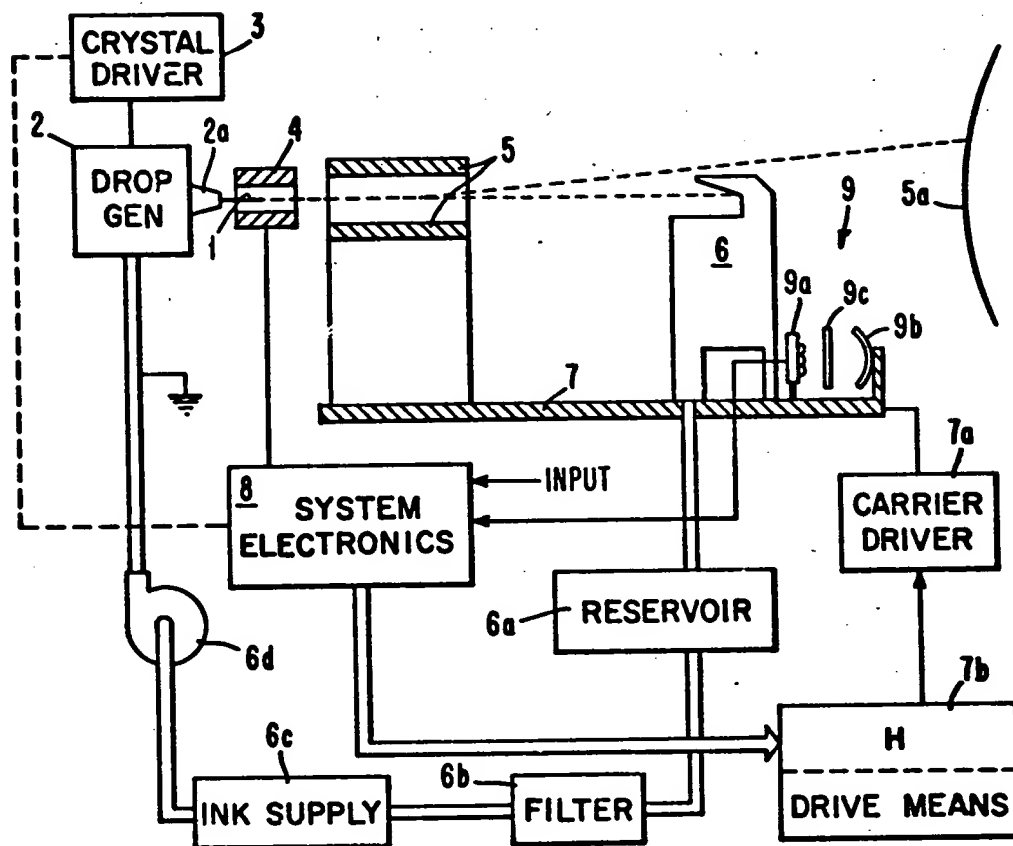 3
CRYSTAL
DRIVER
2
2a
4
5
DROP
GEN
1
5a
6
9
9a
9c
9b
7
7a
8
SYSTEM
ELECTRONICS
INPUT
CARRIER
DRIVER
6a
RESERVOIR
6d
7b
H
DRIVE MEANS
6c
INK SUPPLY
6b
FILTER